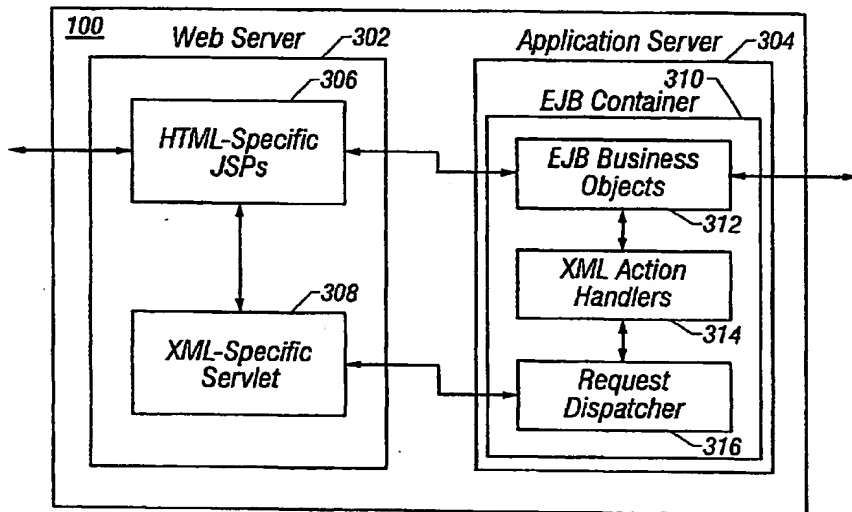 100
Web Server
302
Application Server
304
306
310
EJB Container
HTML-Specific
JSPs
EJB Business
Objects
312
308
XML Action
Handlers
314
XML-Specific
Servlet
Request
Dispatcher
316